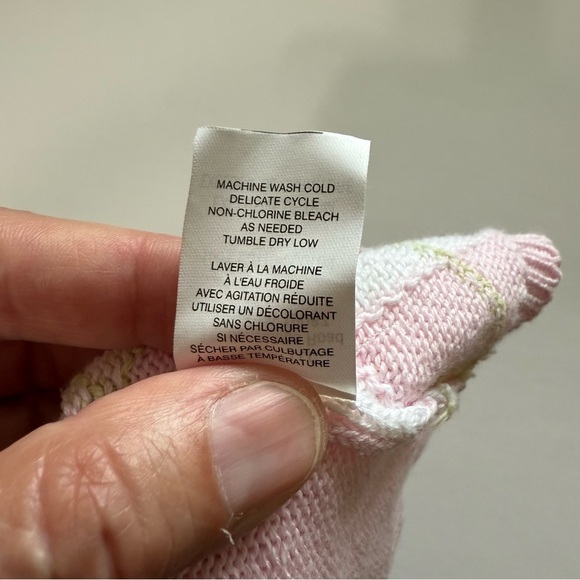 MACHINE WASH COLD
DELICATE CYCLE
NON-CHLORINE BLEACH
AS NEEDED
TUMBLE DRY LOW
LAVER À LA MACHINE
À L'EAU FROIDE
AVEC AGITATION RÉDUITE
UTILISER UN DÉCOLORANT
SANS CHLORURE
SI NÉCESSAIRE
SÉCHER PAR CULBUTAGE
À BASSE TEMPÉRATURE